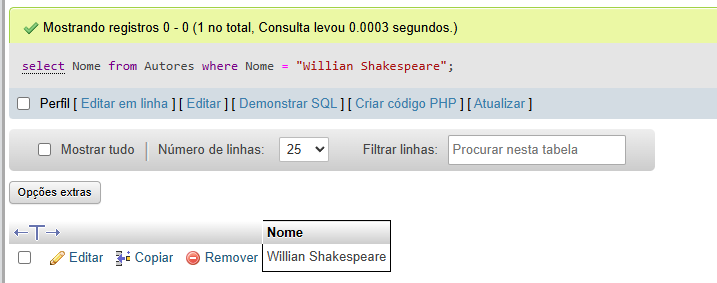 Mostrando registros 0 - 0 (1 no total, Consulta levou 0.0003 segundos.)
select Nome from Autores where Nome = "Willian Shakespeare";
Perfil [ Editar em linha ] [ Editar ] [ Demonstrar SQL ] [ Criar código PHP ] [ Atualizar ]
Mostrar tudo Número de linhas: 25 Filtrar linhas: Procurar nesta tabela
Opções extras
←T→ Nome
Editar Copiar Remover Willian Shakespeare